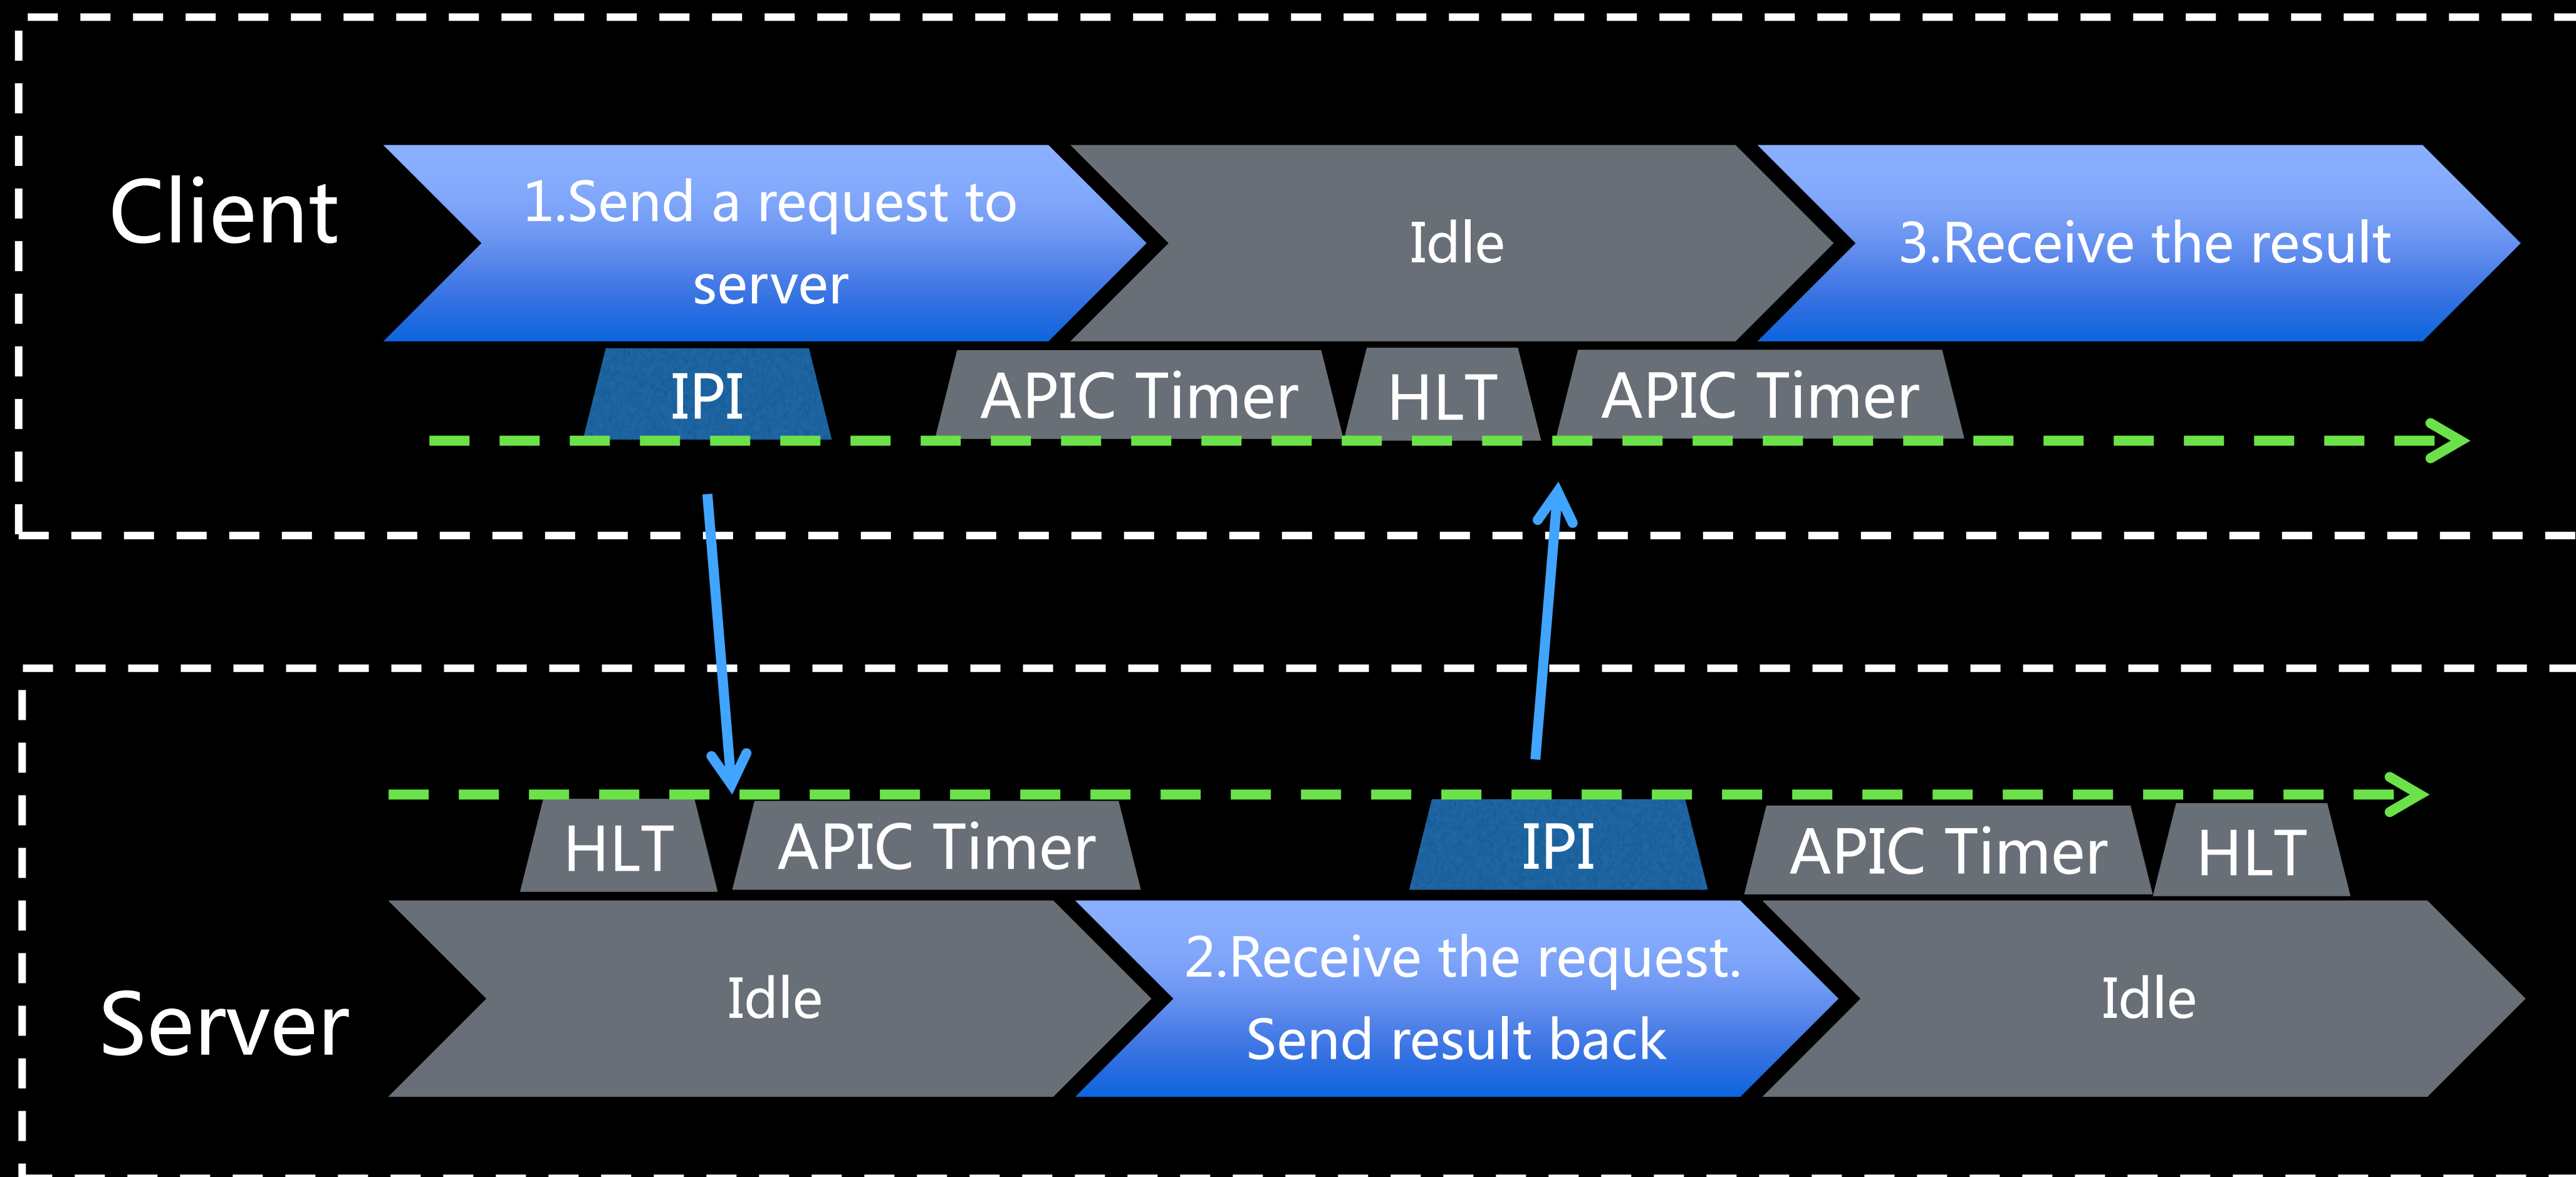 Client
1.Send a request to
server
Idle
3.Receive the result
IPI
APIC Timer
HLT
APIC Timer
HLT
APIC Timer
IPI
APIC Timer
HLT
Server
Idle
2.Receive the request.
Send result back
Idle